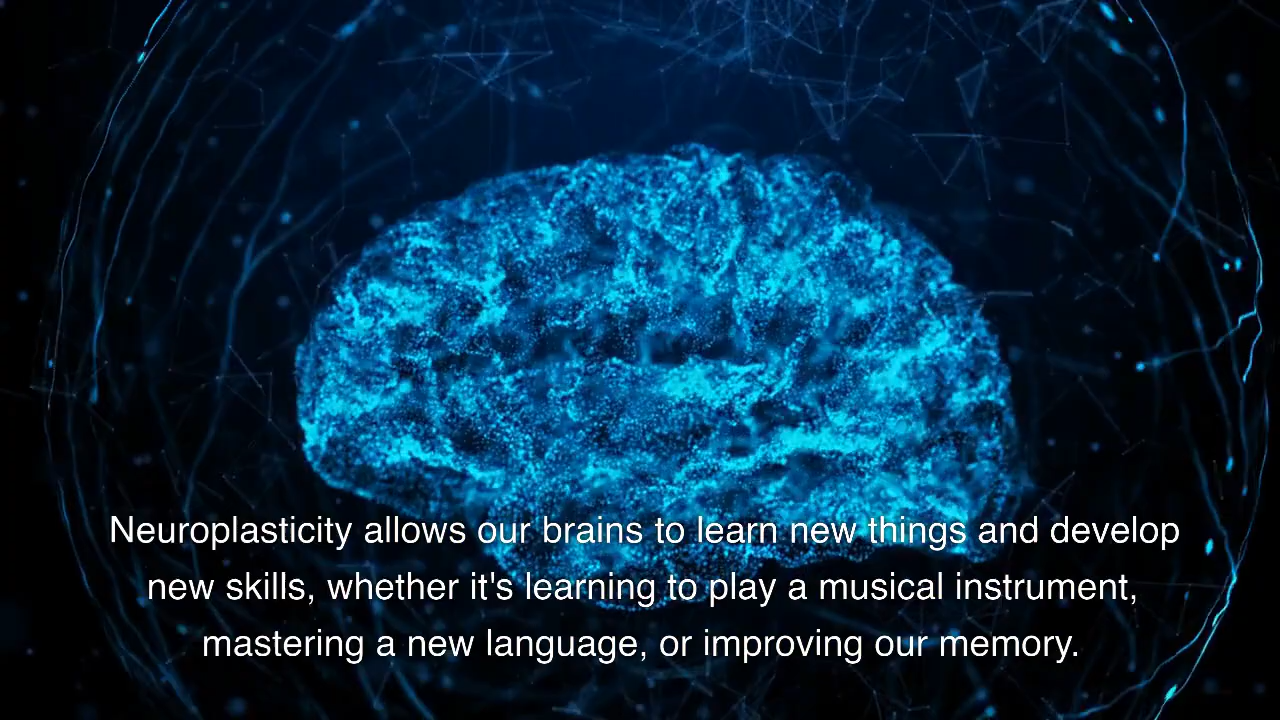 Neuroplasticity allows our brains to learn new things and develop
new skills, whether it's learning to play a musical instrument,
mastering a new language, or improving our memory.